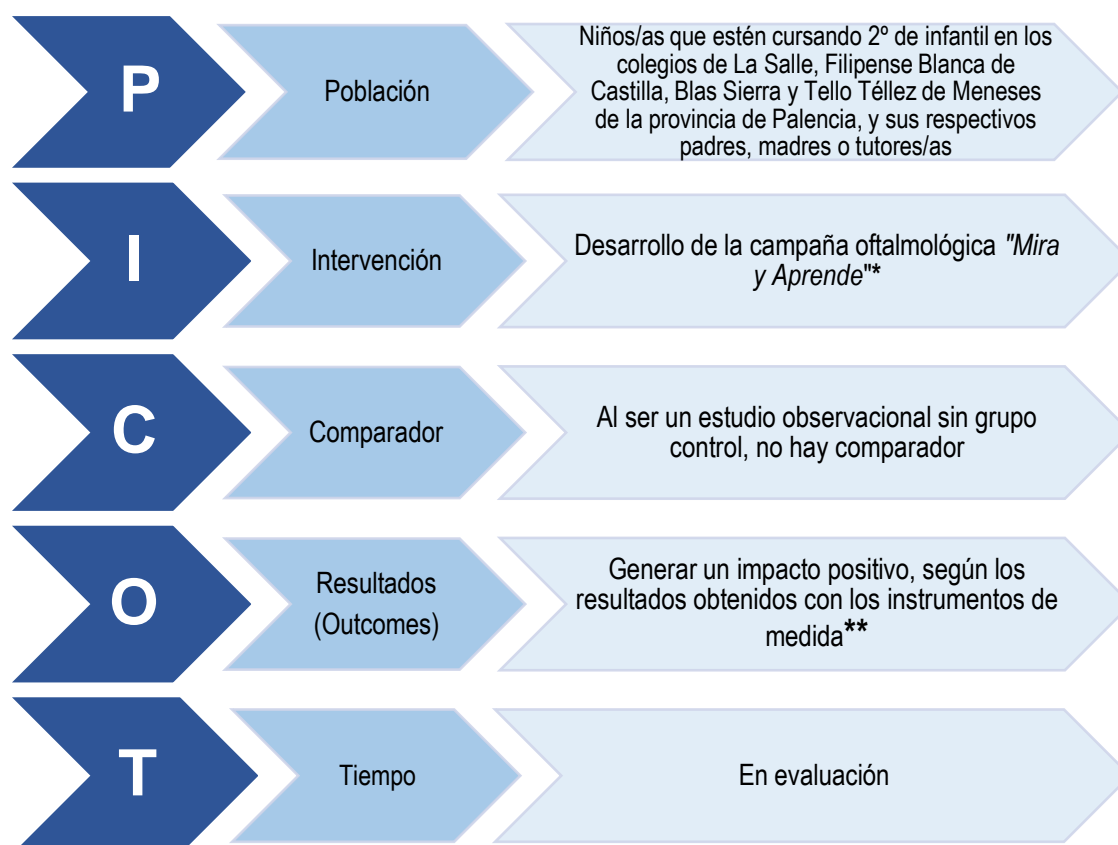 P
Población
Niños/as que estén cursando 2º de infantil en los
colegios de La Salle, Filipense Blanca de
Castilla, Blas Sierra y Tello Téllez de Meneses
de la provincia de Palencia, y sus respectivos
padres, madres o tutores/as
I
Intervención
Desarrollo de la campaña oftalmológica "Mira
y Aprende"*
C
Comparador
Al ser un estudio observacional sin grupo
control, no hay comparador
O
Resultados
(Outcomes)
Generar un impacto positivo, según los
resultados obtenidos con los instrumentos de
medida**
T
Tiempo
En evaluación